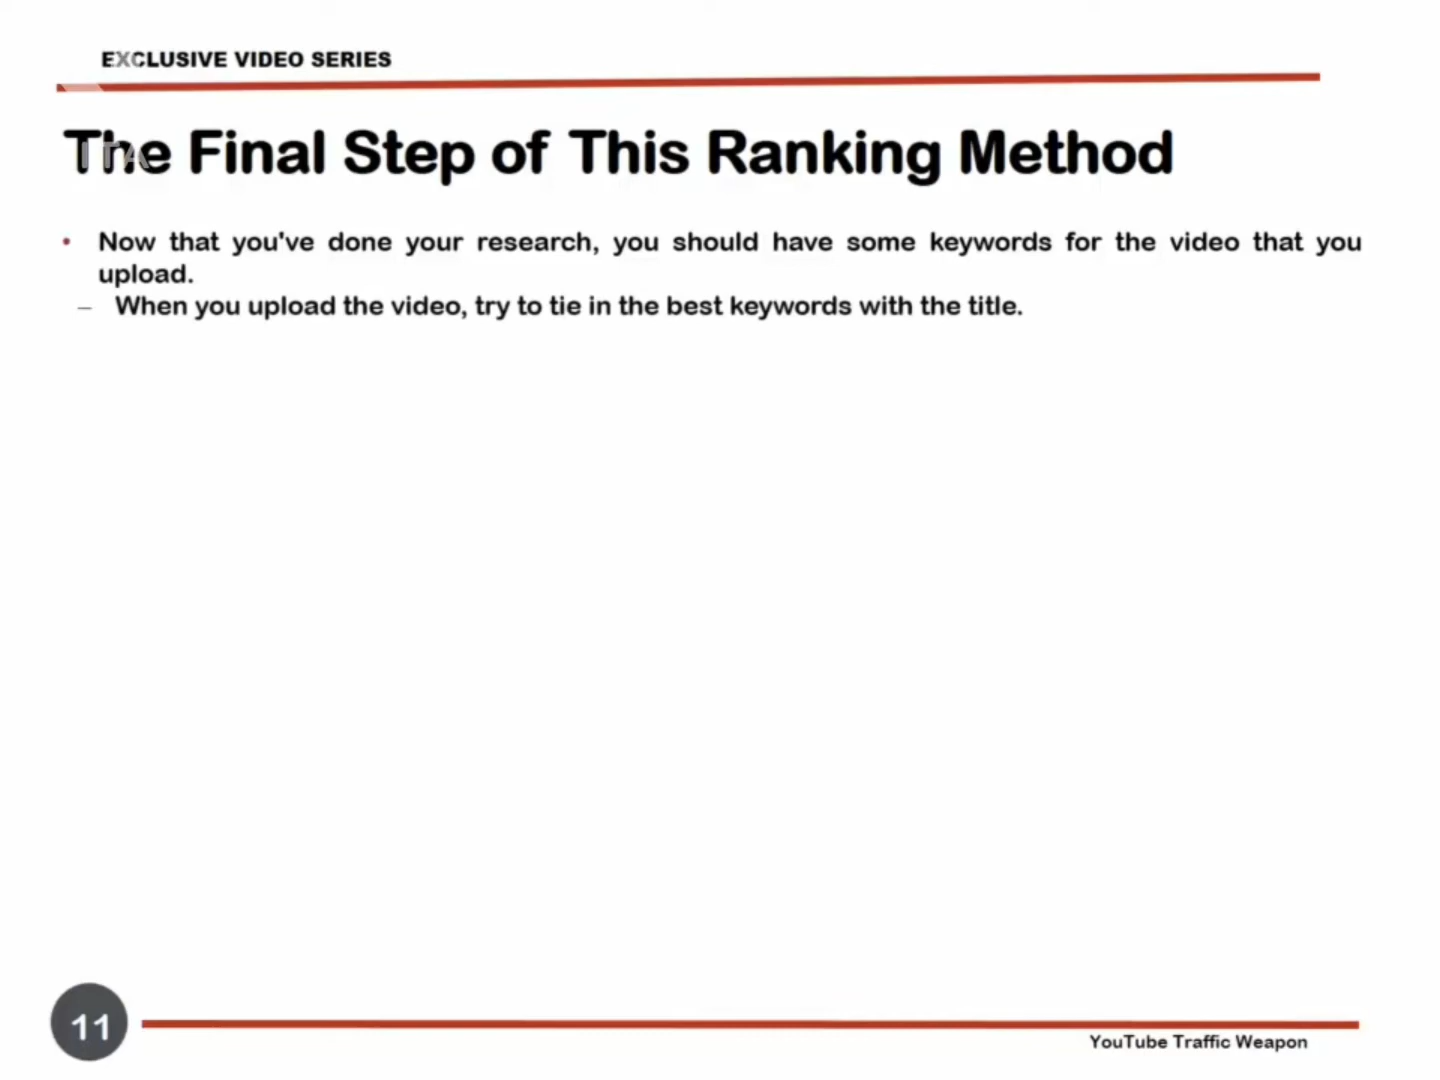 EXCLUSIVE VIDEO SERIES
The Final Step of This Ranking Method
• Now that you've done your research, you should have some keywords for the video that you
upload.
– When you upload the video, try to tie in the best keywords with the title.
11
YouTube Traffic Weapon